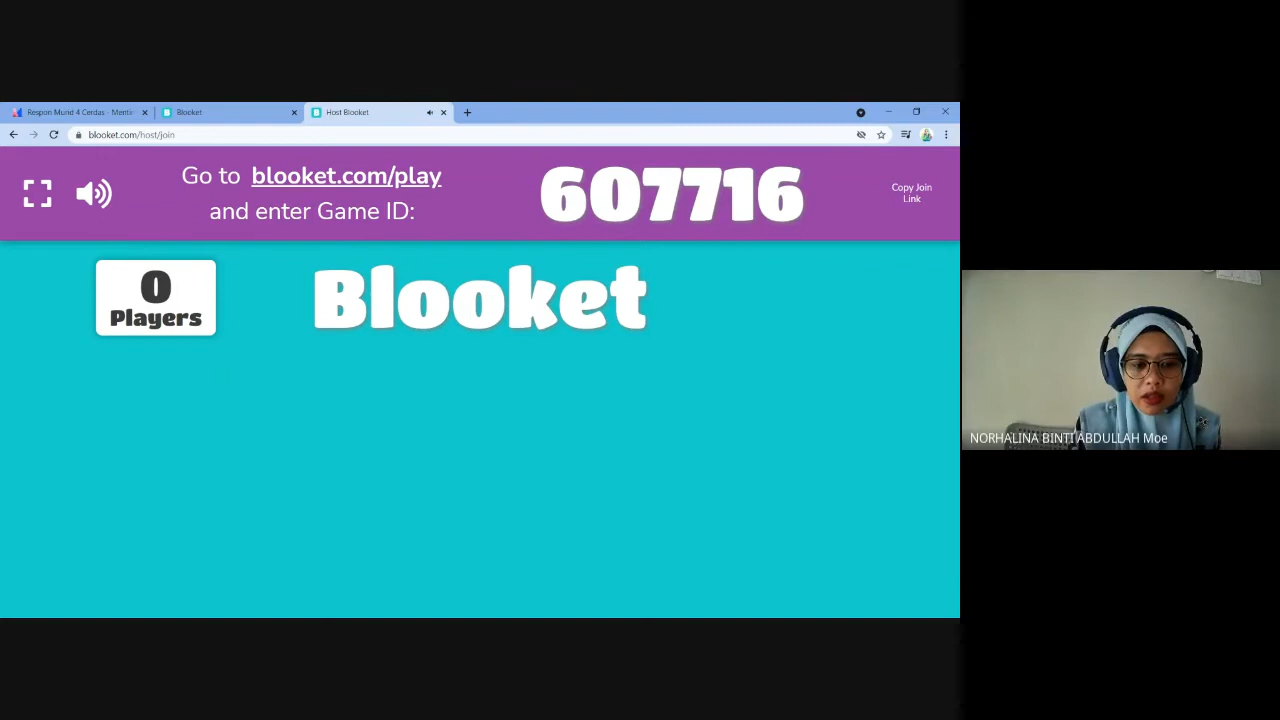 Respon Mund 4 Cerdas - Menti
Blooket
Host Blooket
blooket.com/host/join
Go to blooket.com/play
and enter Game ID:
607716
Copy Join
Link
0
Players
Blooket
NORHALINA BINTI ABDULLAH Moe